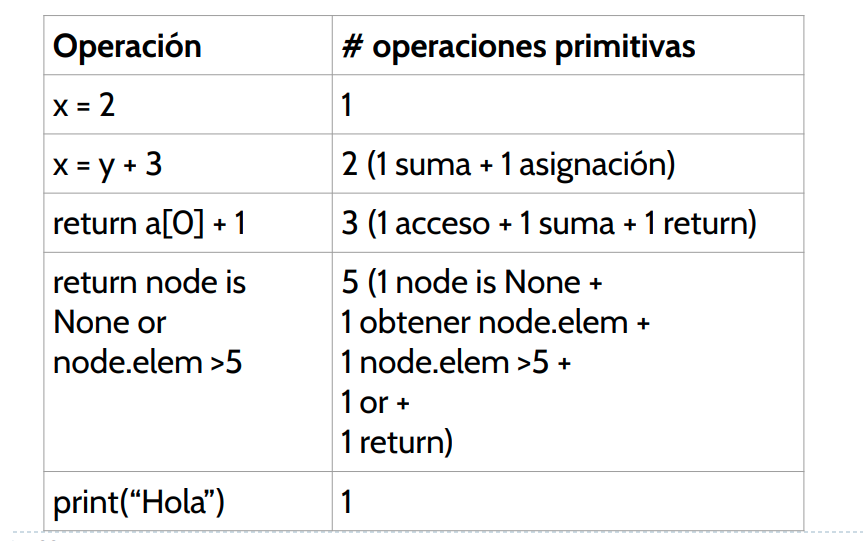 Operación # operaciones primitivas
x = 2 1
x = y + 3 2 (1 suma + 1 asignación)
return a[0] + 1 3 (1 acceso + 1 suma + 1 return)
return node is
None or
node.elem >5
5 (1 node is None +
1 obtener node.elem +
1 node.elem >5 +
1 or +
1 return)
print(“Hola”) 1